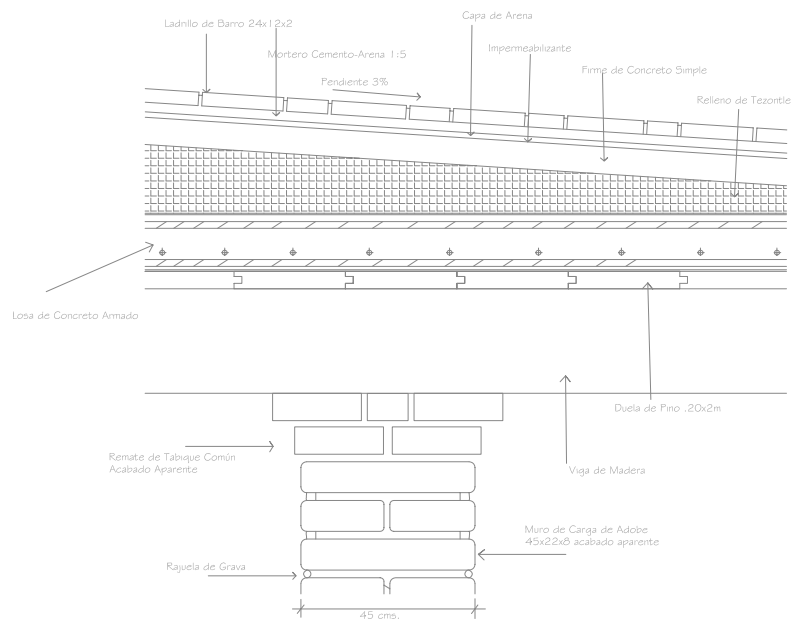 Capa de Arena
Ladrillo de Barro 24x12x2
Impermeabilizante
Mortero Cemento-Arena 1:5
Firme de Concreto Simple
Pendiente 3%
Relleno de Tezontle
Losa de Concreto Armado
Duela de Pino .20x2m
Remate de Tabique Común
Acabado Aparente
Viga de Madera
Muro de Carga de Adobe
45x22x8 acabado aparente
Rajuela de Grava
45 cms.